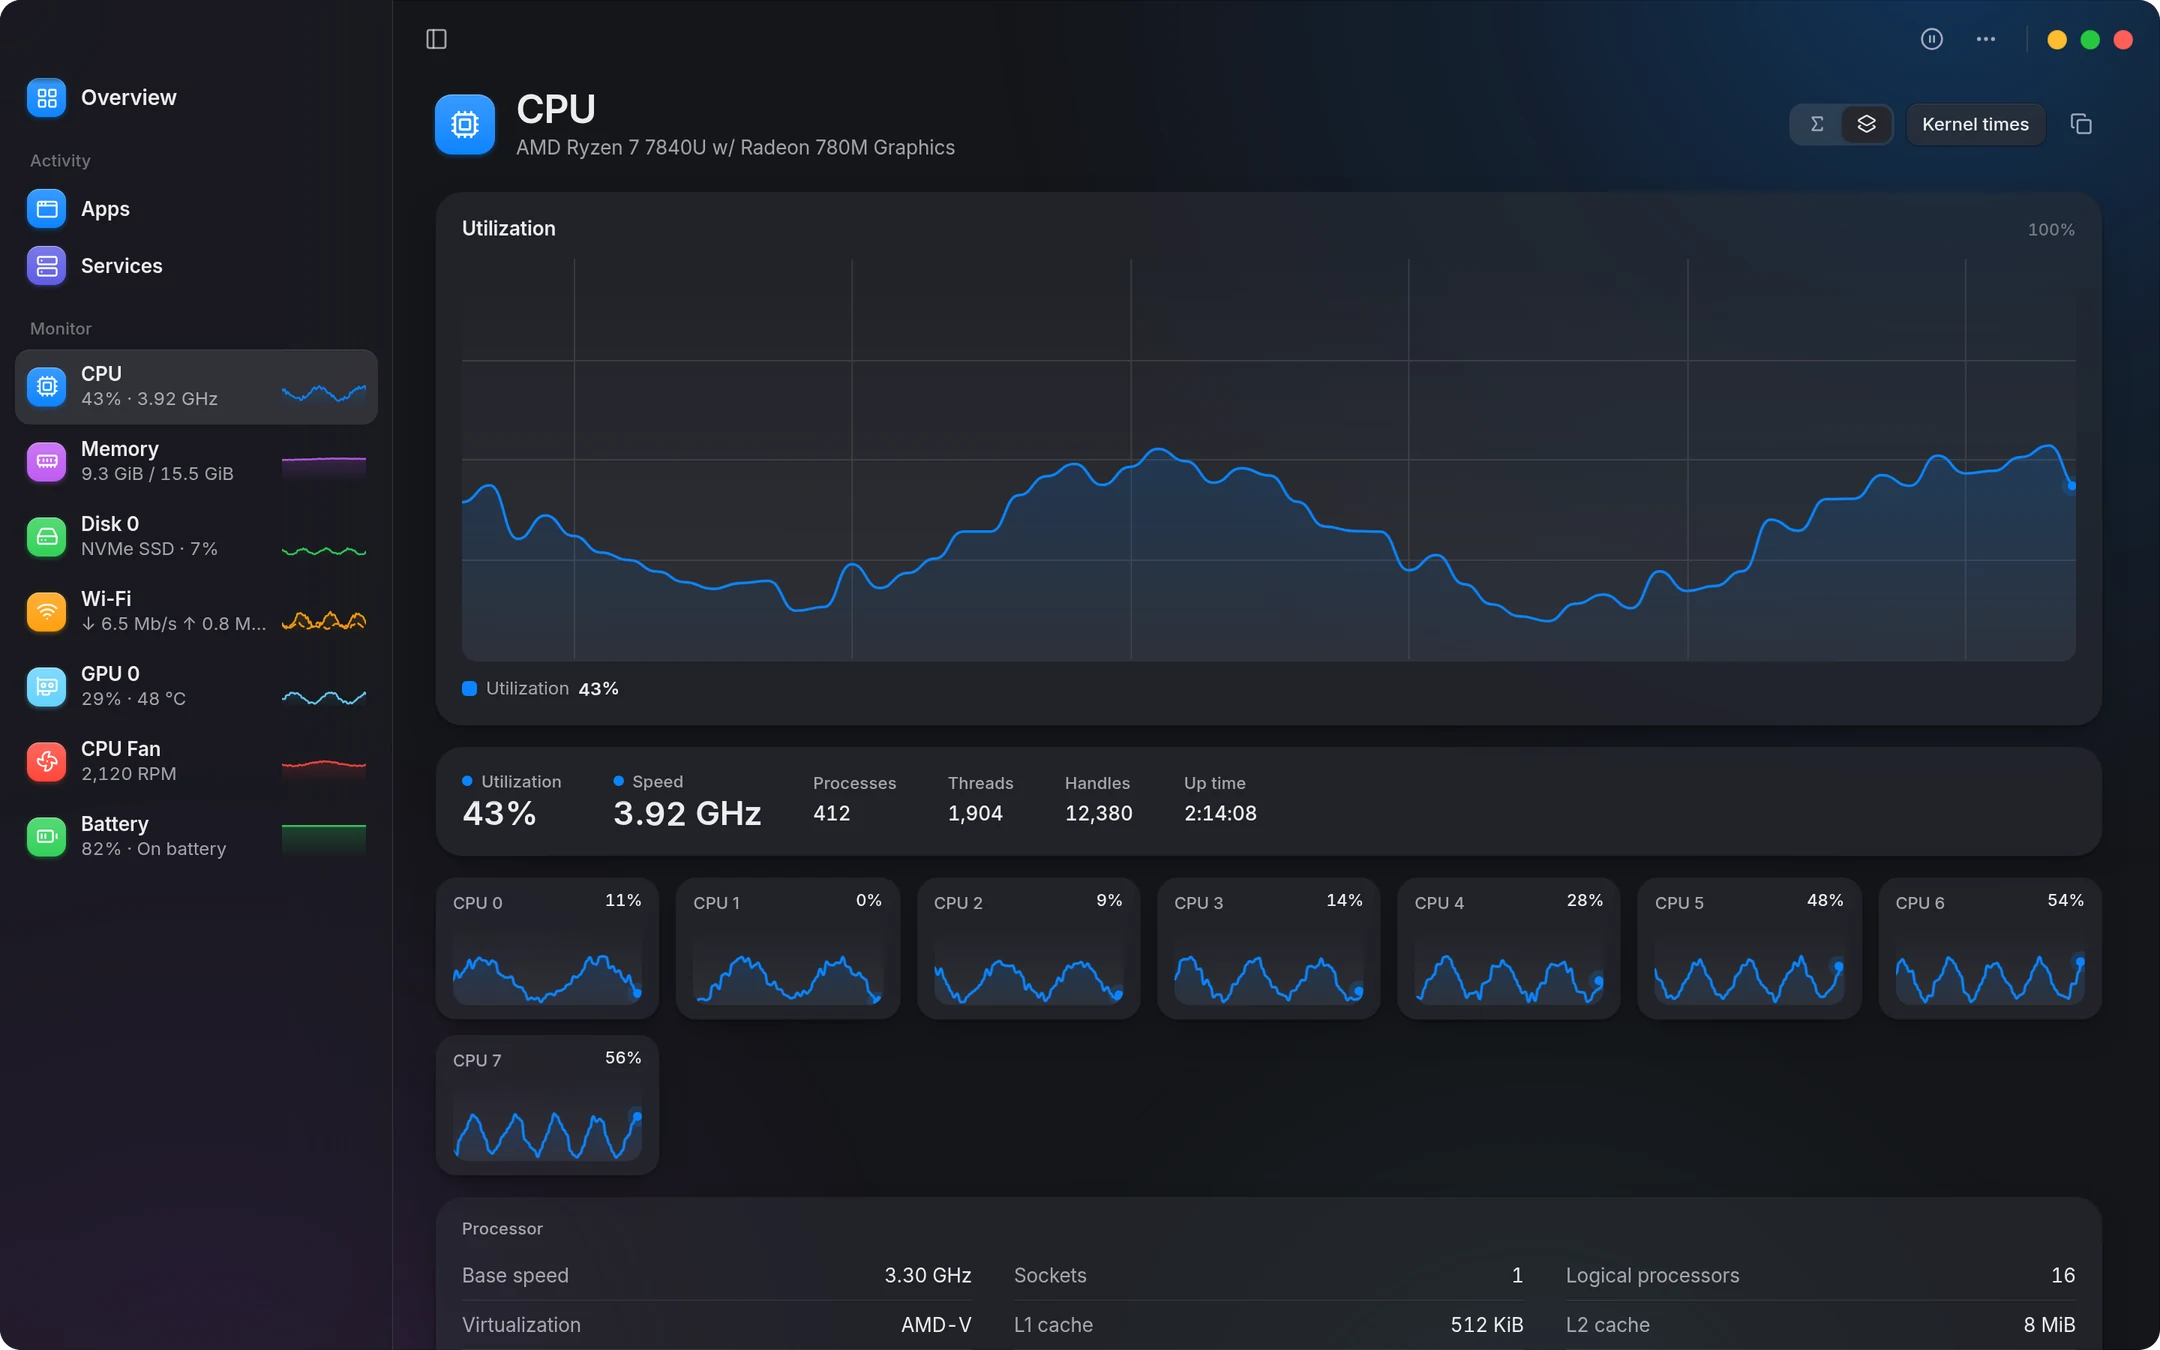 Overview
Activity
Apps
Services
Monitor
CPU
43% · 3.92 GHz
Memory
9.3 GiB / 15.5 GiB
Disk 0
NVMe SSD · 7%
Wi-Fi
↓ 6.5 Mb/s ↑ 0.8 M...
GPU 0
29% · 48 °C
CPU Fan
2,120 RPM
Battery
82% · On battery
CPU
AMD Ryzen 7 7840U w/ Radeon 780M Graphics
Σ
Kernel times
Utilization 100%
Utilization 43%
Utilization Speed Processes Threads Handles Up time
43% 3.92 GHz 412 1,904 12,380 2:14:08
CPU 0 11% CPU 1 0% CPU 2 9% CPU 3 14% CPU 4 28% CPU 5 48% CPU 6 54%
CPU 7 56%
Processor
Base speed 3.30 GHz Sockets 1 Logical processors 16
Virtualization AMD-V L1 cache 512 KiB L2 cache 8 MiB